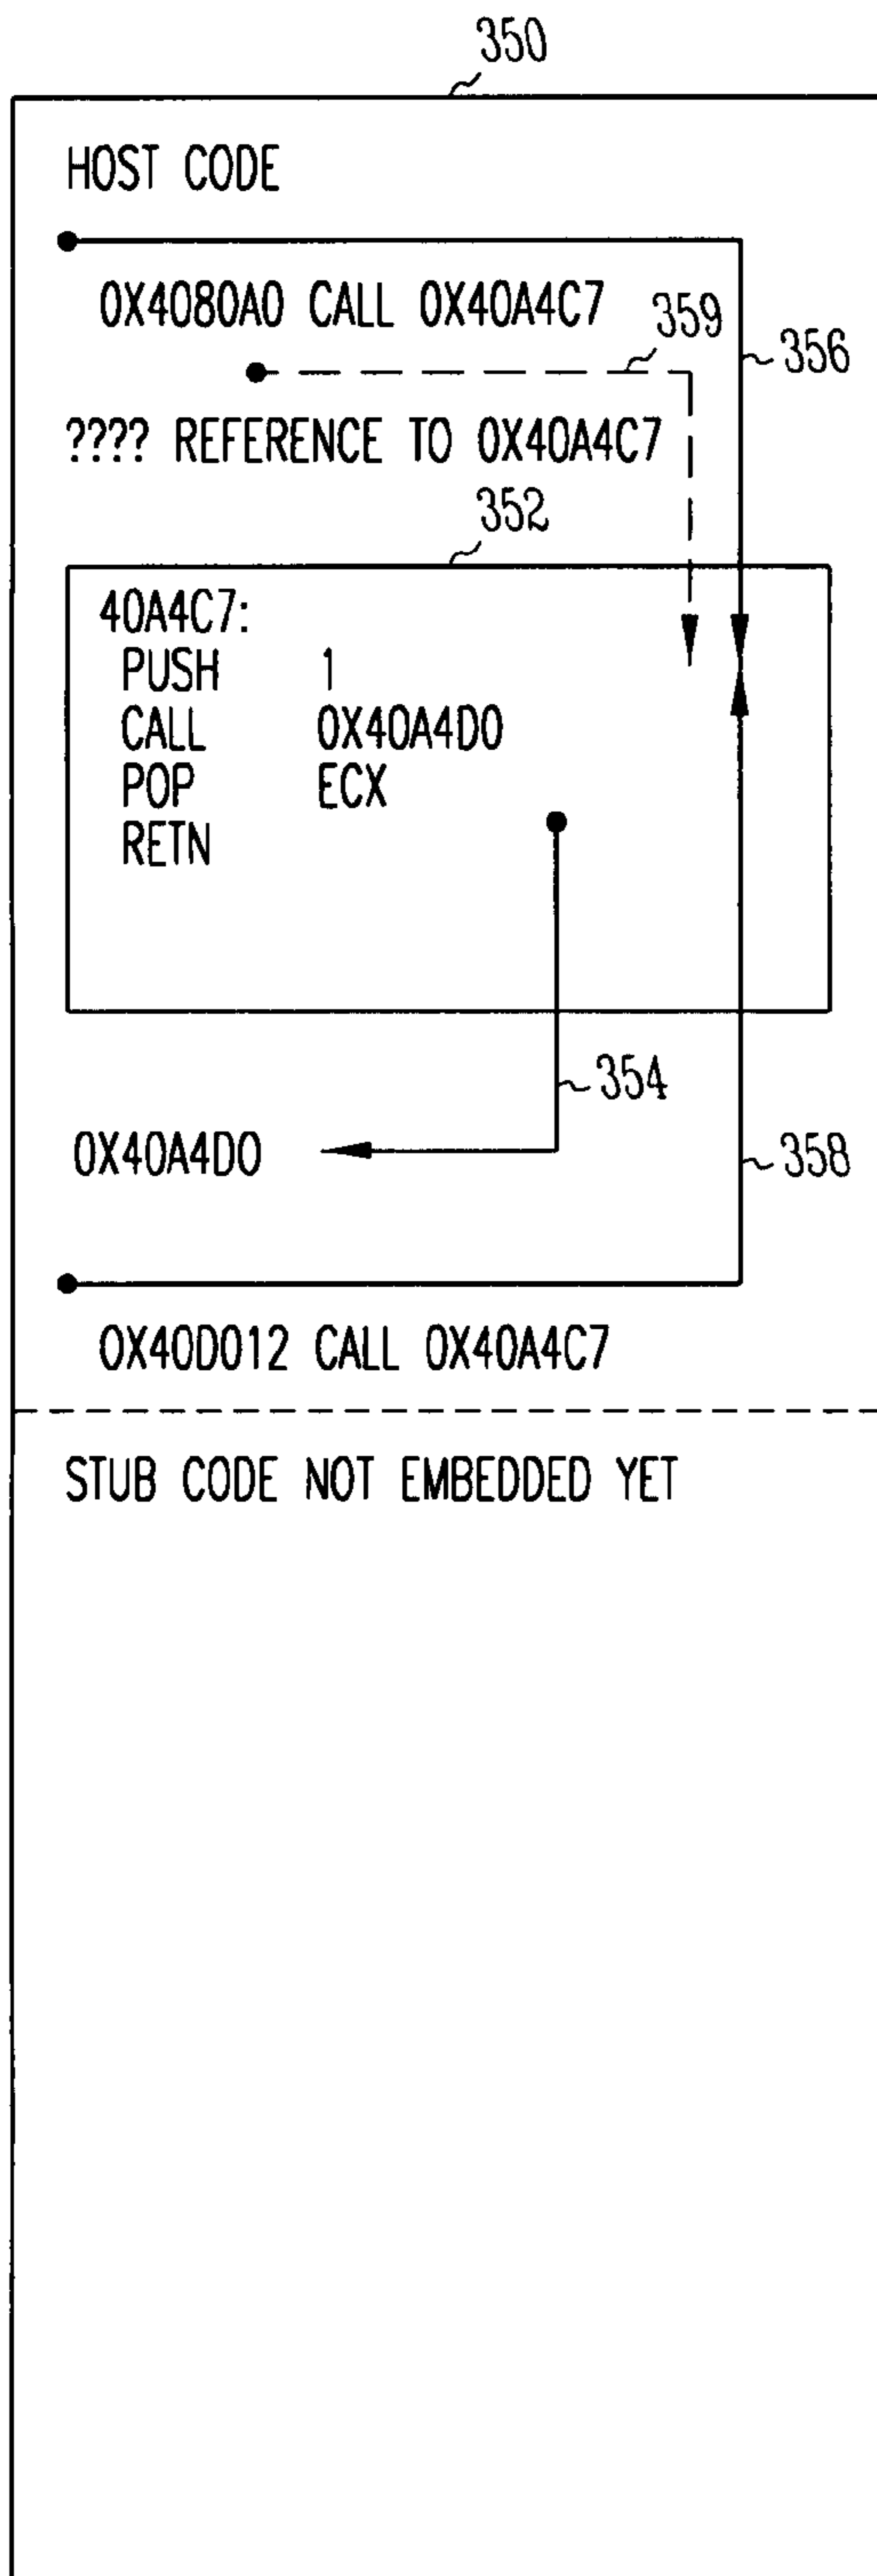 350
HOST CODE
0X4080A0 CALL 0X40A4C7
359
356
???? REFERENCE TO 0X40A4C7
352
40A4C7:
PUSH 1
CALL 0X40A4D0
POP ECX
RETN
354
0X40A4D0
358
0X40D012 CALL 0X40A4C7
STUB CODE NOT EMBEDDED YET